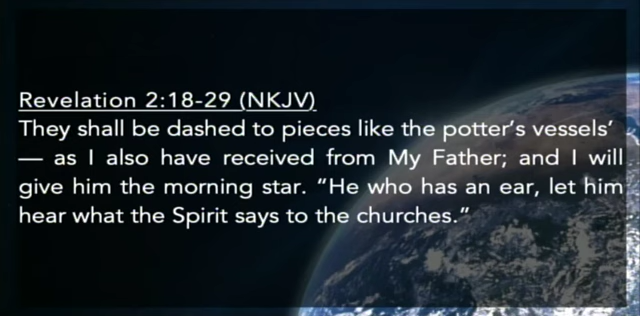 Revelation 2:18-29 (NKJV)
They shall be dashed to pieces like the potter’s vessels’
— as I also have received from My Father; and I will
give him the morning star. “He who has an ear, let him
hear what the Spirit says to the churches.”